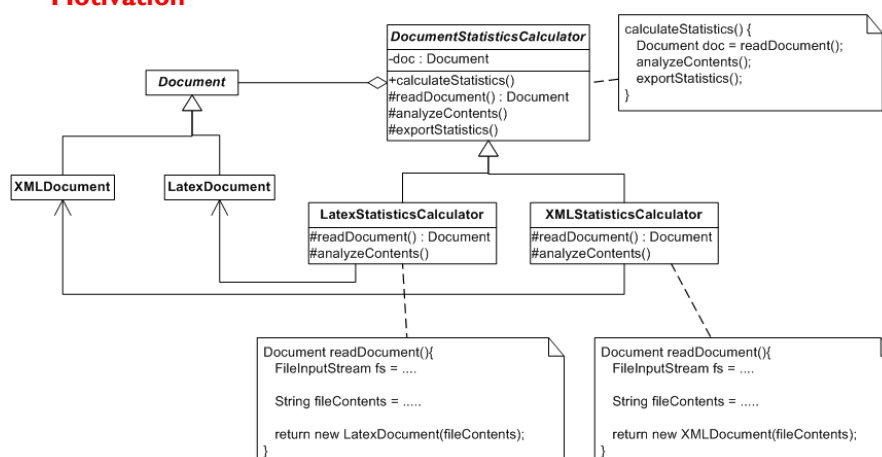 Motivation
DocumentStatisticsCalculator
-doc : Document
+calculateStatistics()
#readDocument() : Document
#analyzeContents()
#exportStatistics()
calculateStatistics() {
Document doc = readDocument();
analyzeContents();
exportStatistics();
}
Document
XMLDocument
LatexDocument
LatexStatisticsCalculator
#readDocument() : Document
#analyzeContents()
XMLStatisticsCalculator
#readDocument() : Document
#analyzeContents()
Document readDocument(){
FileInputStream fs = ....
String fileContents = .....
return new LatexDocument(fileContents);
}
Document readDocument(){
FileInputStream fs = ....
String fileContents = .....
return new XMLDocument(fileContents);
}